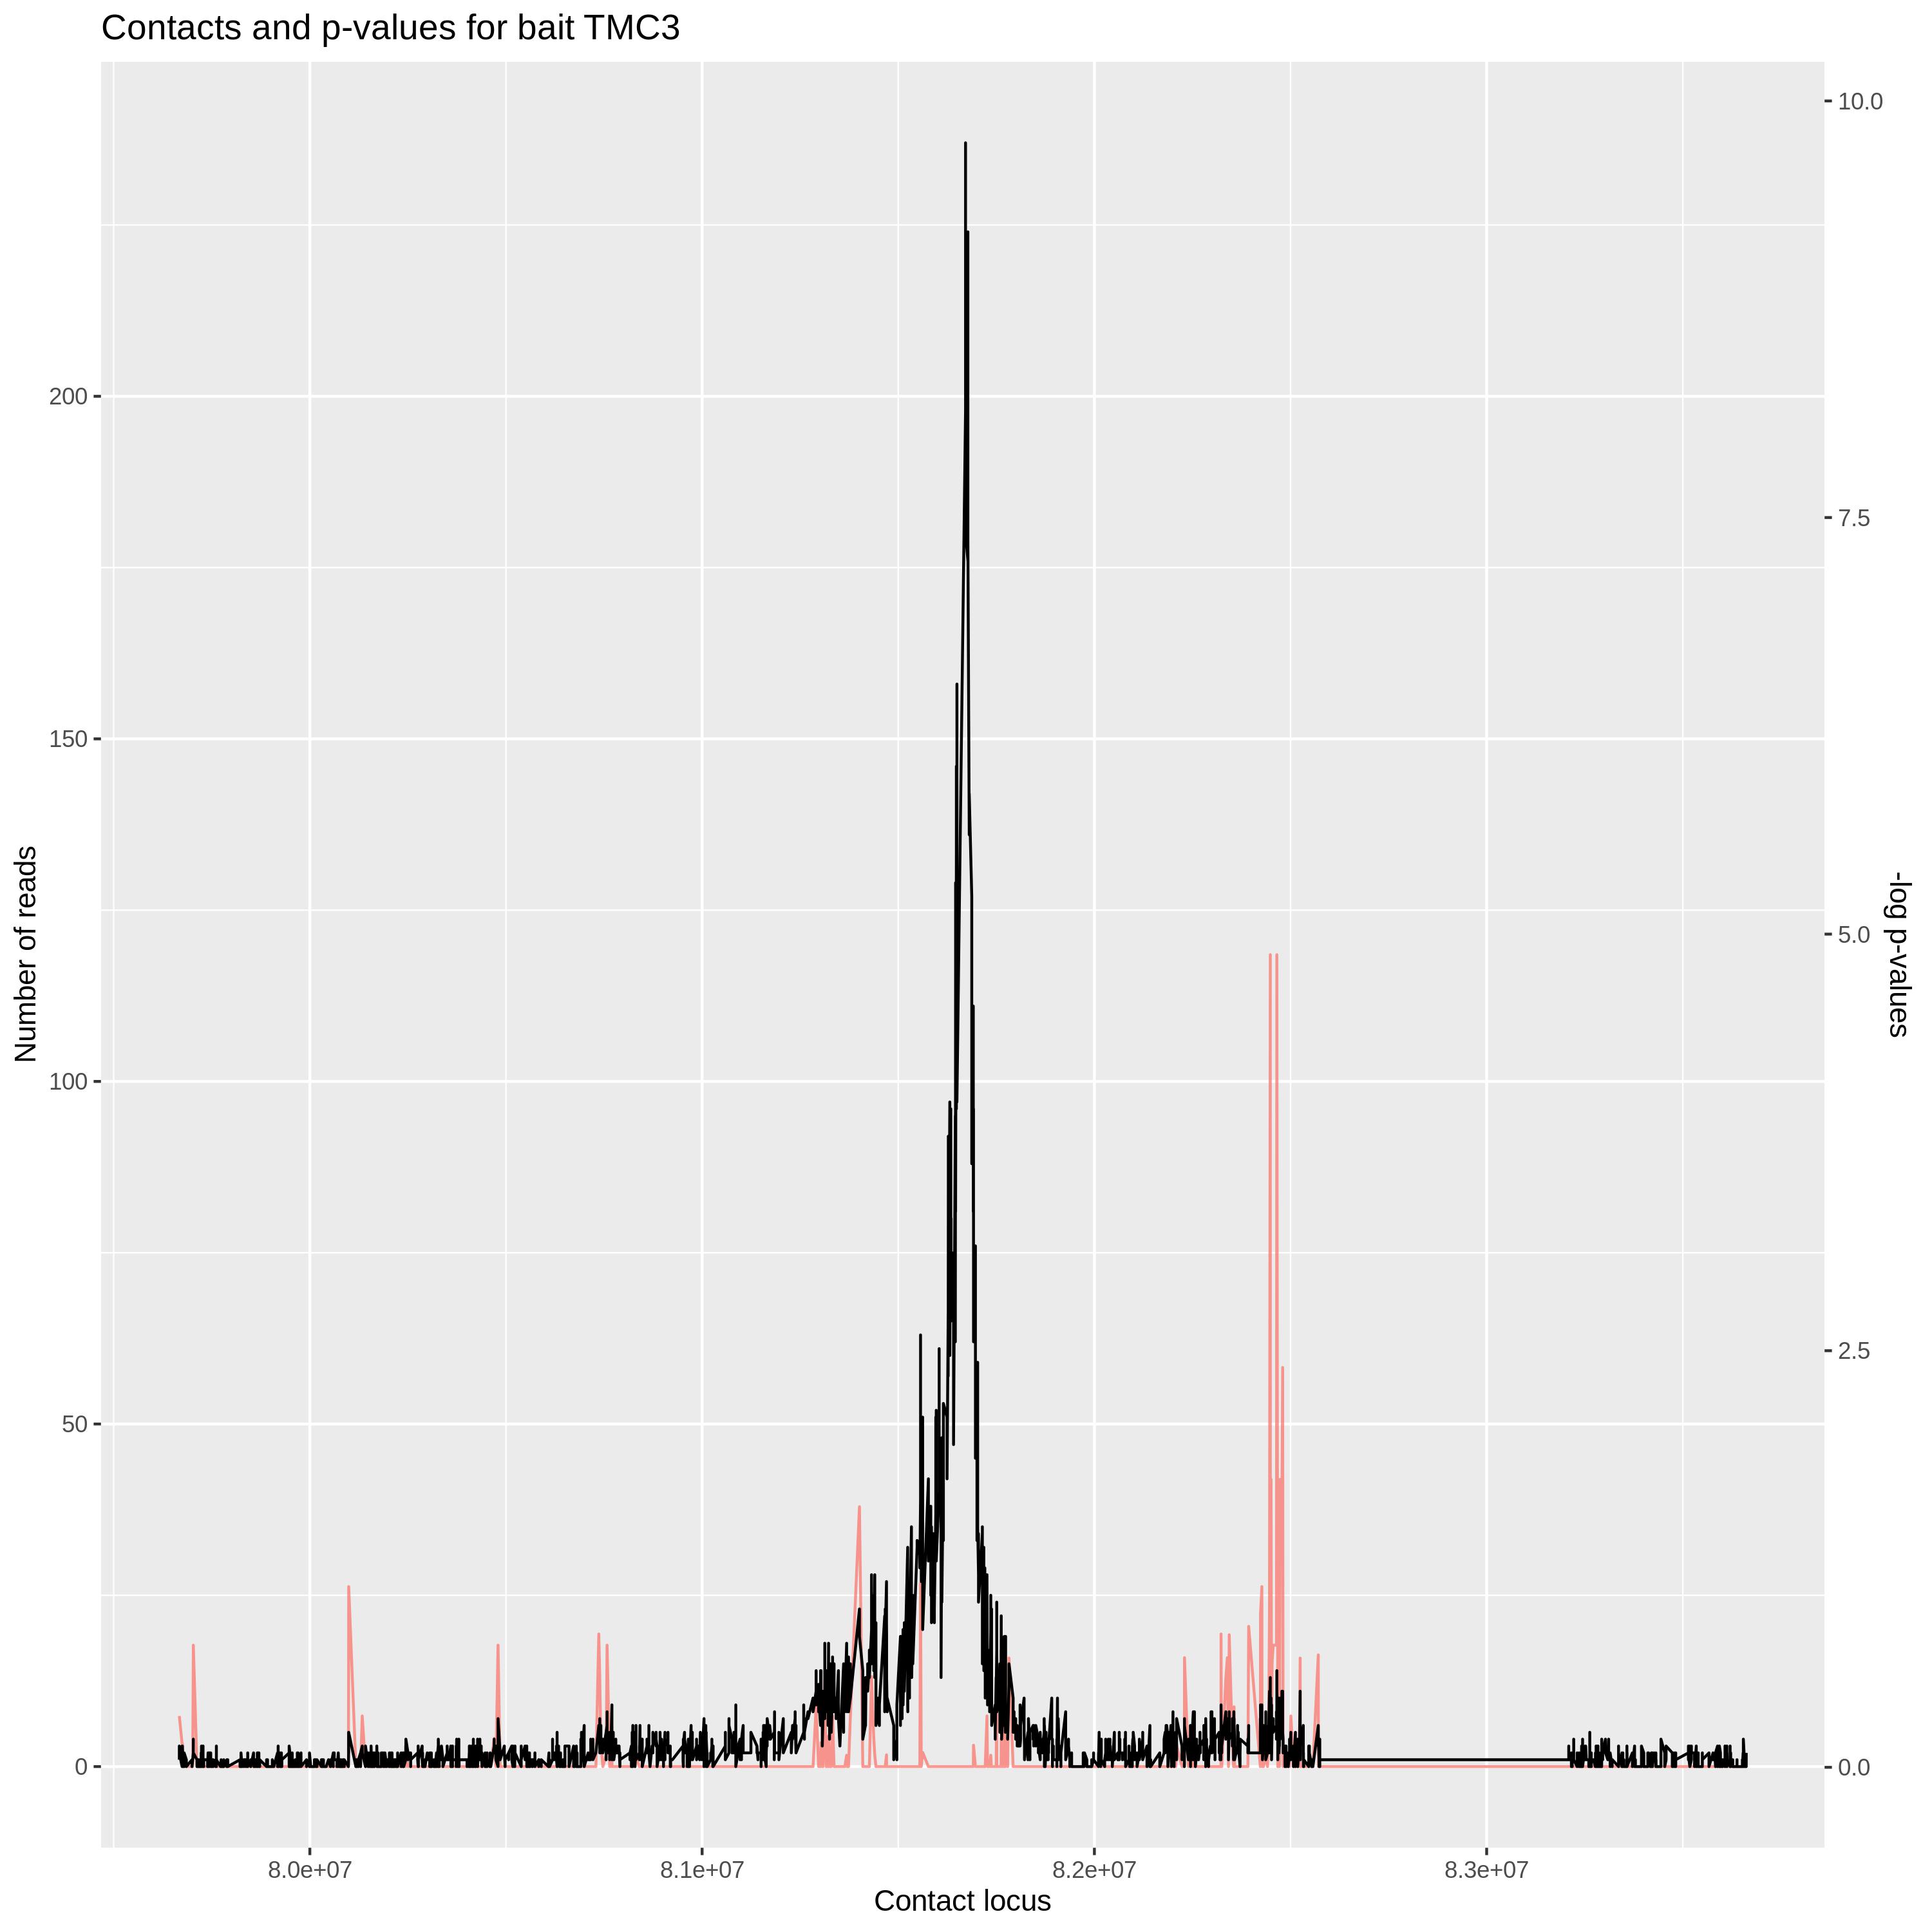 Contacts and p-values for bait TMC3
Number of reads
200
150
100
50
0
10.0
7.5
5.0
2.5
0.0
-log p-values
8.0e+07
8.1e+07
8.2e+07
8.3e+07
Contact locus